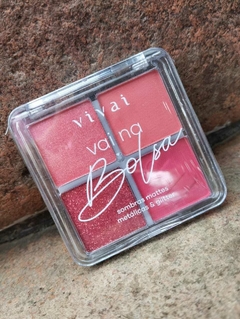 vivai
vai na
Bolsa
sombras mattes
metálicas & glitter